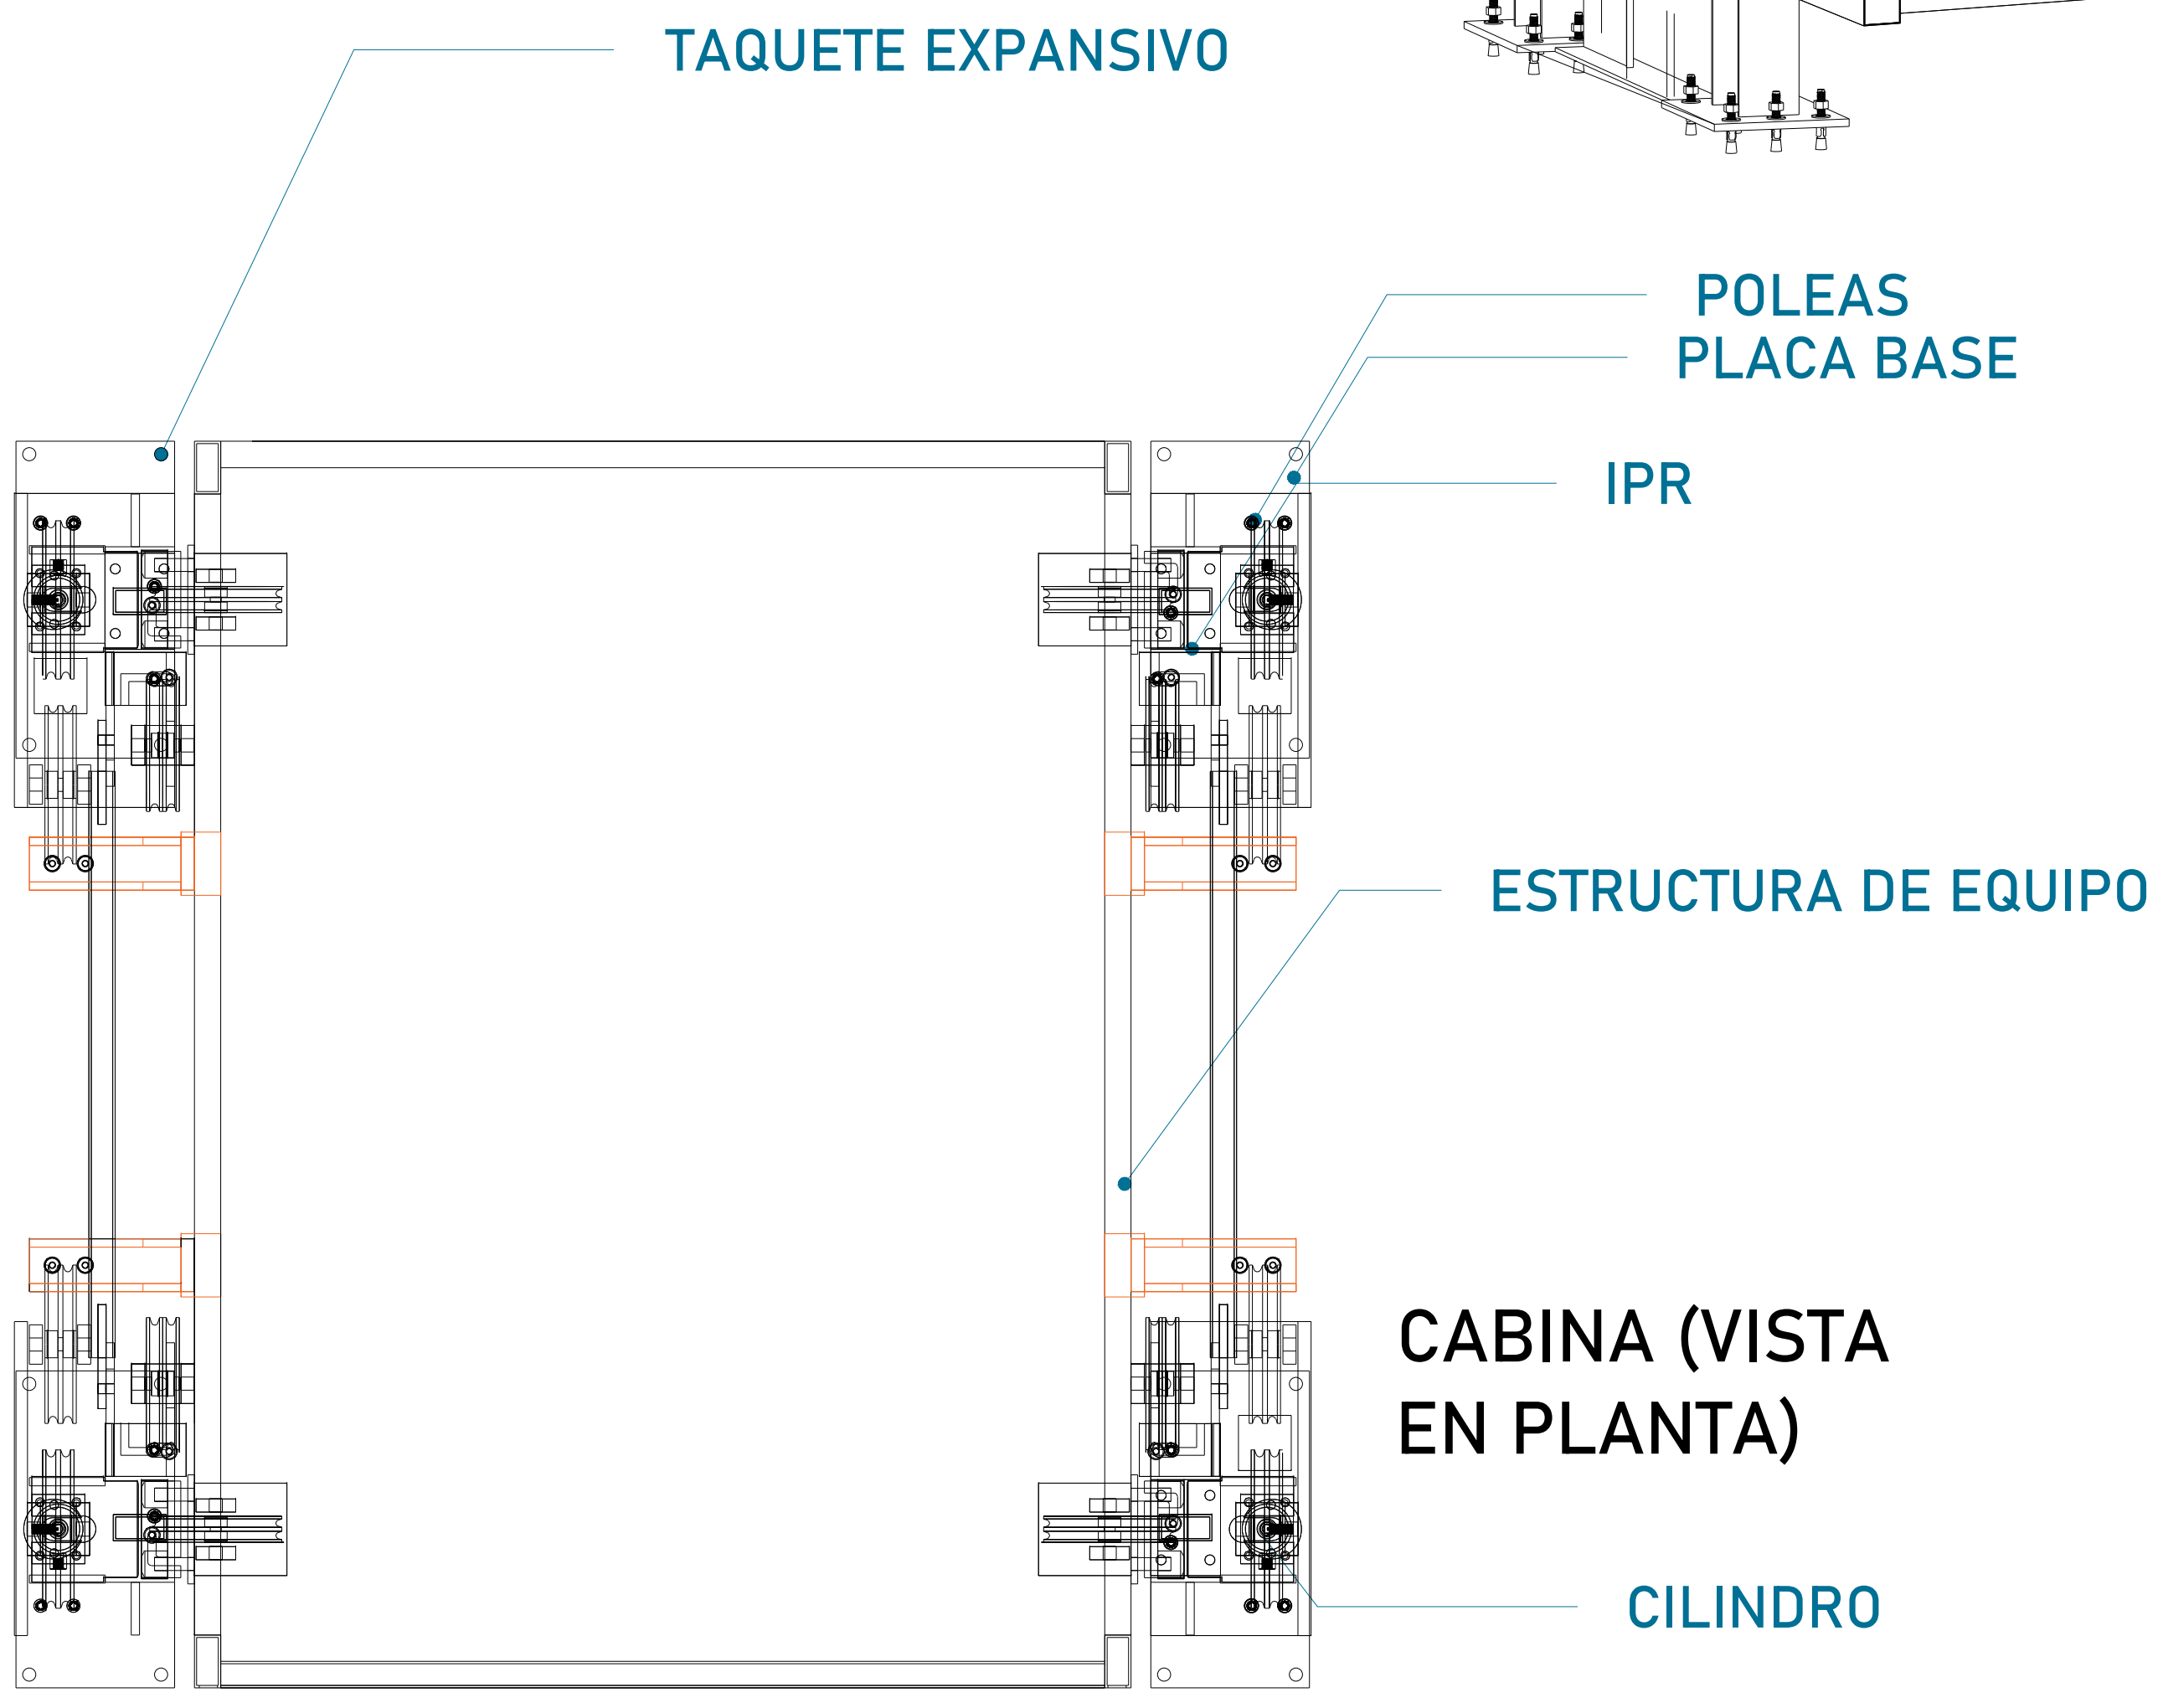 TAQUETE EXPANSIVO
POLEAS
PLACA BASE
IPR
ESTRUCTURA DE EQUIPO
CABINA (VISTA
EN PLANTA)
CILINDRO